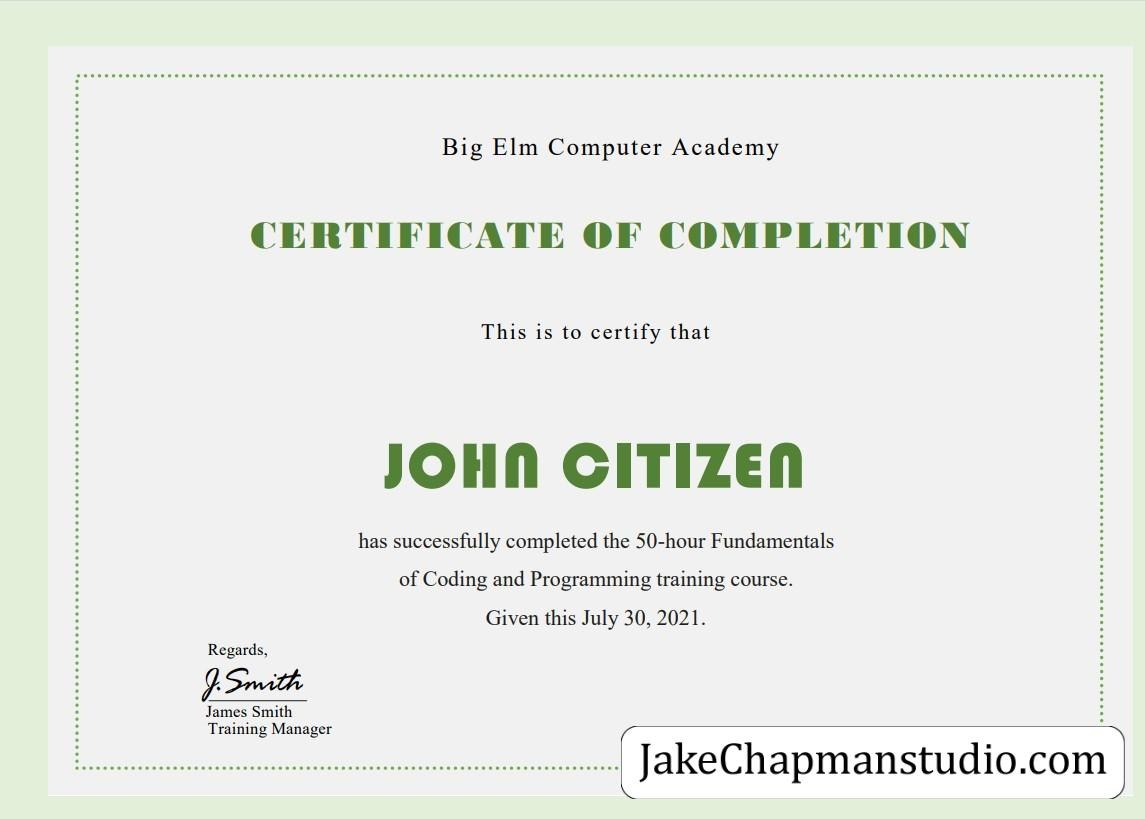 Big Elm Computer Academy
CERTIFICATE OF COMPLETION
This is to certify that
JOHN CITIZEN
has successfully completed the 50-hour Fundamentals
of Coding and Programming training course.
Given this July 30, 2021.
Regards,
J.Smith
James Smith
Training Manager
JakeChapmanstudio.com